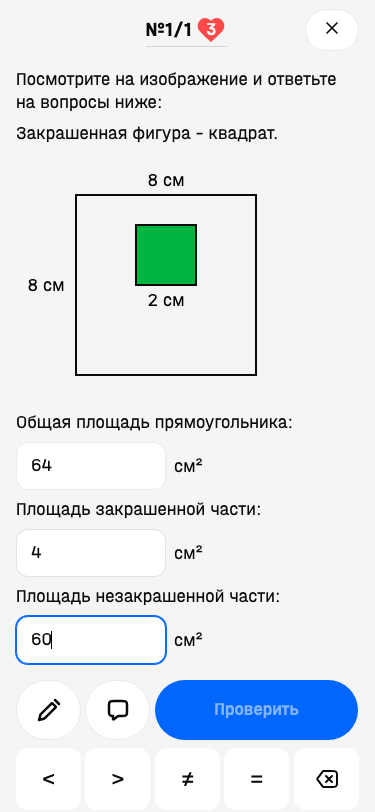 №1/1 3
Посмотрите на изображение и ответьте
на вопросы ниже:
Закрашенная фигура - квадрат.
8 см
8 см
2 см
Общая площадь прямоугольника:
64 см²
Площадь закрашенной части:
4 см²
Площадь незакрашенной части:
60 см²
Проверить
< > ≠ =